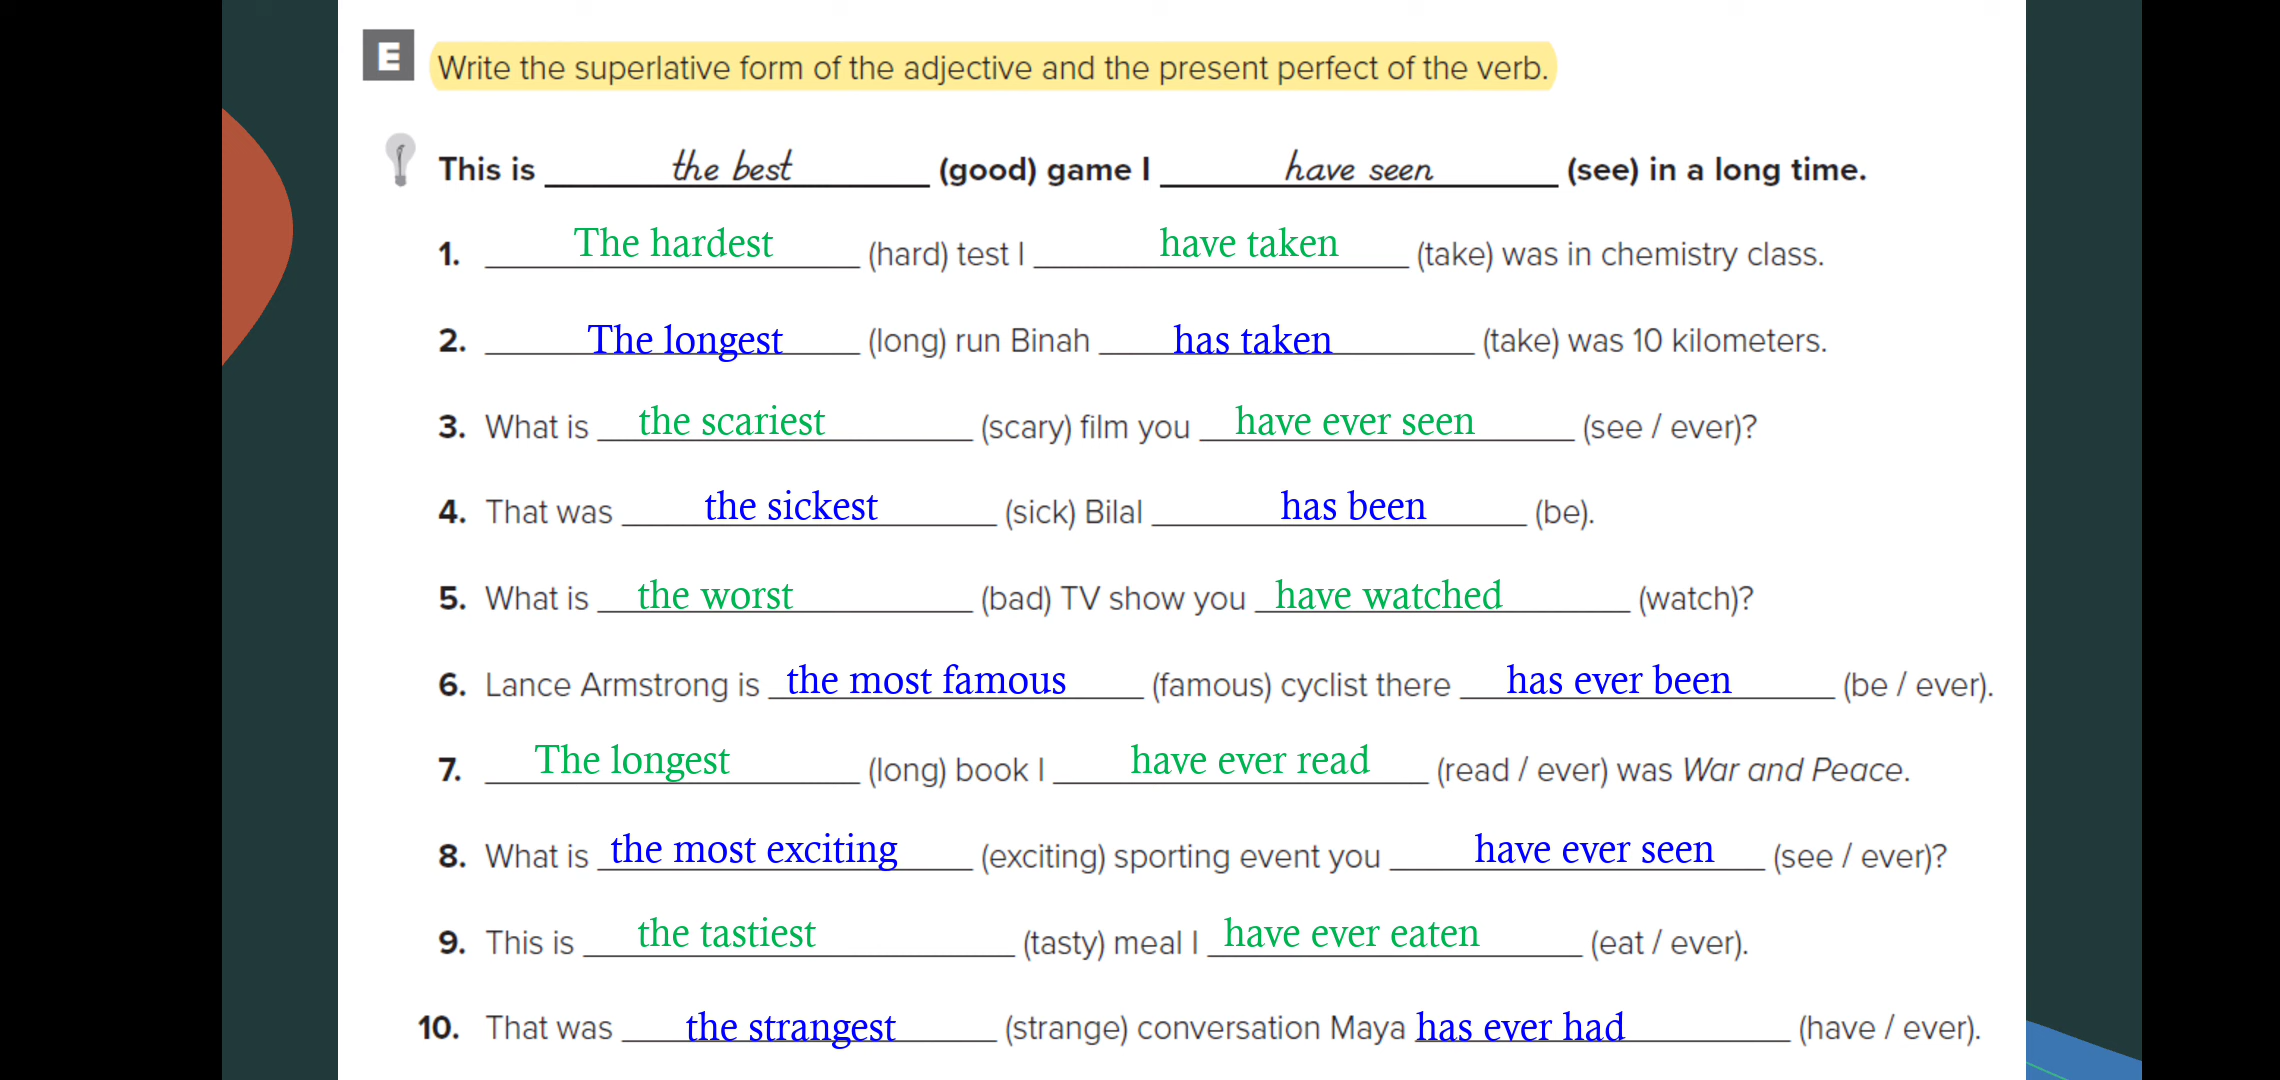 E Write the superlative form of the adjective and the present perfect of the verb.
This is the best (good) game I have seen (see) in a long time.
1. The hardest (hard) test I have taken (take) was in chemistry class.
2. The longest (long) run Binah has taken (take) was 10 kilometers.
3. What is the scariest (scary) film you have ever seen (see / ever)?
4. That was the sickest (sick) Bilal has been (be).
5. What is the worst (bad) TV show you have watched (watch)?
6. Lance Armstrong is the most famous (famous) cyclist there has ever been (be / ever).
7. The longest (long) book I have ever read (read / ever) was War and Peace.
8. What is the most exciting (exciting) sporting event you have ever seen (see / ever)?
9. This is the tastiest (tasty) meal I have ever eaten (eat / ever).
10. That was the strangest (strange) conversation Maya has ever had (have / ever).